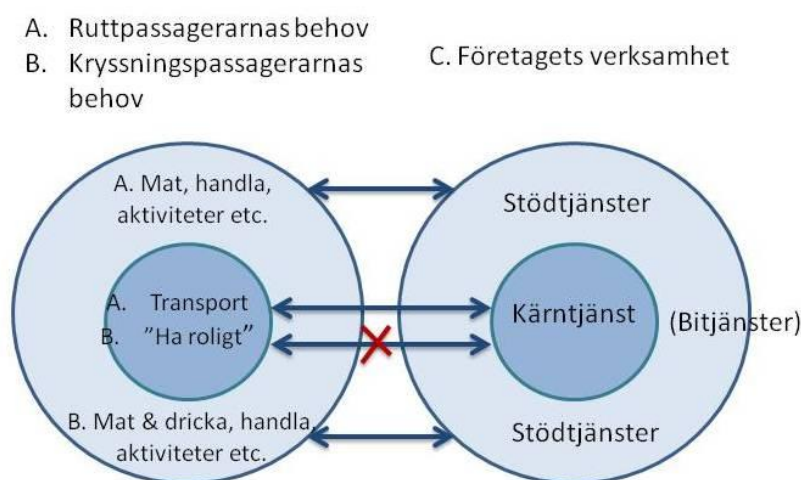 A. Ruttpassagerarnas behov
B. Kryssningspassagerarnas
behov
C. Företagets verksamhet
A. Mat, handla,
aktiviteter etc.
A. Transport
B. "Ha roligt”
B. Mat & dricka, handla,
aktiviteter etc.
Stödtjänster
Kärntjänst
(Bitjänster)
Stödtjänster